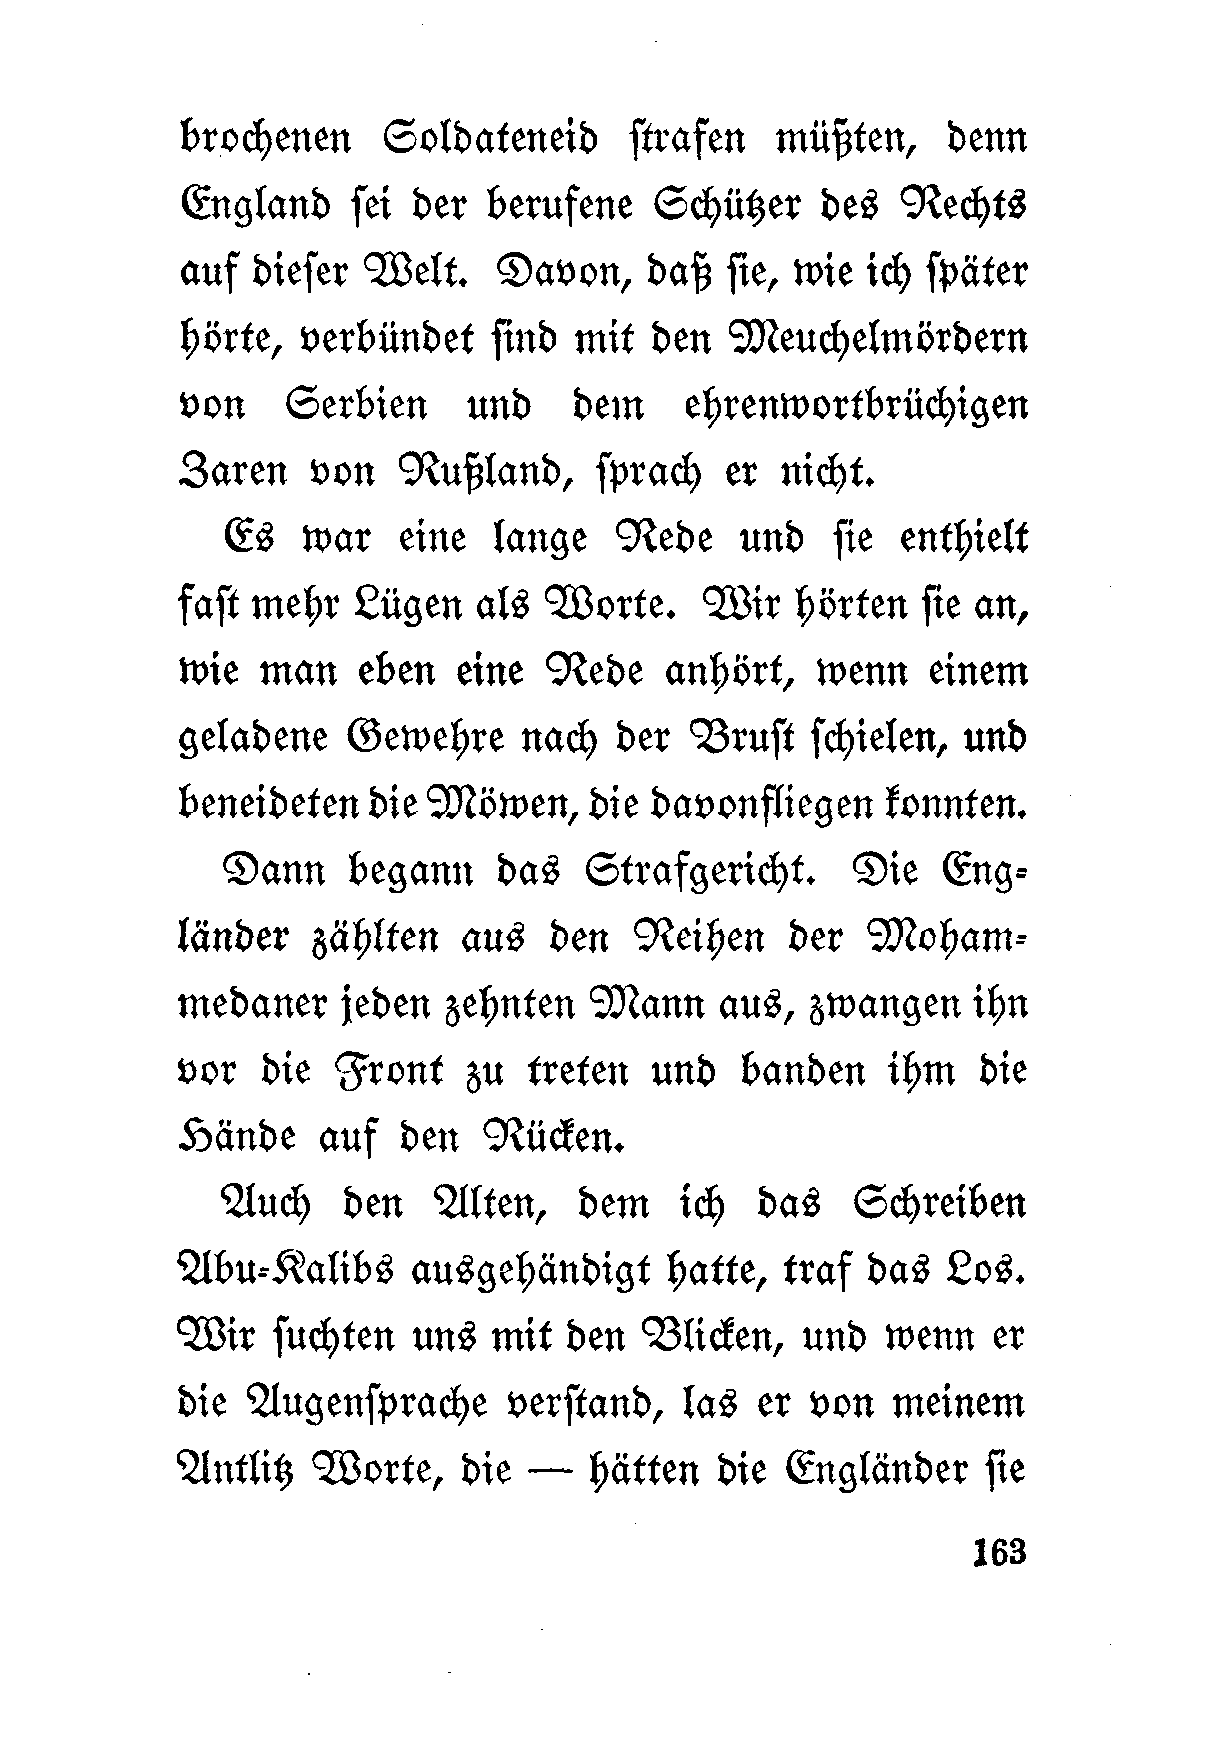 brochenen Soldateneid ſtrafen müßten, denn
England ſei der berufene Schützer des Rechts
auf dieſer Welt. Davon, daß ſie, wie ich ſpäter
hörte, verbündet ſind mit den Meuchelmördern
von Serbien und dem ehrenwortbrüchigen
Zaren von Rußland, ſprach er nicht.
Es war eine lange Rede und ſie enthielt
faſt mehr Lügen als Worte. Wir hörten ſie an,
wie man eben eine Rede anhört, wenn einem
geladene Gewehre nach der Bruſt ſchielen, und
beneideten die Möwen, die davonfliegen konnten.
Dann begann das Strafgericht. Die Eng-
länder zählten aus den Reihen der Moham-
medaner jeden zehnten Mann aus, zwangen ihn
vor die Front zu treten und banden ihm die
Hände auf den Rücken.
Auch den Alten, dem ich das Schreiben
Abu-Kalibs ausgehändigt hatte, traf das Los.
Wir ſuchten uns mit den Blicken, und wenn er
die Augenſprache verſtand, las er von meinem
Antlitz Worte, die — hätten die Engländer ſie
163